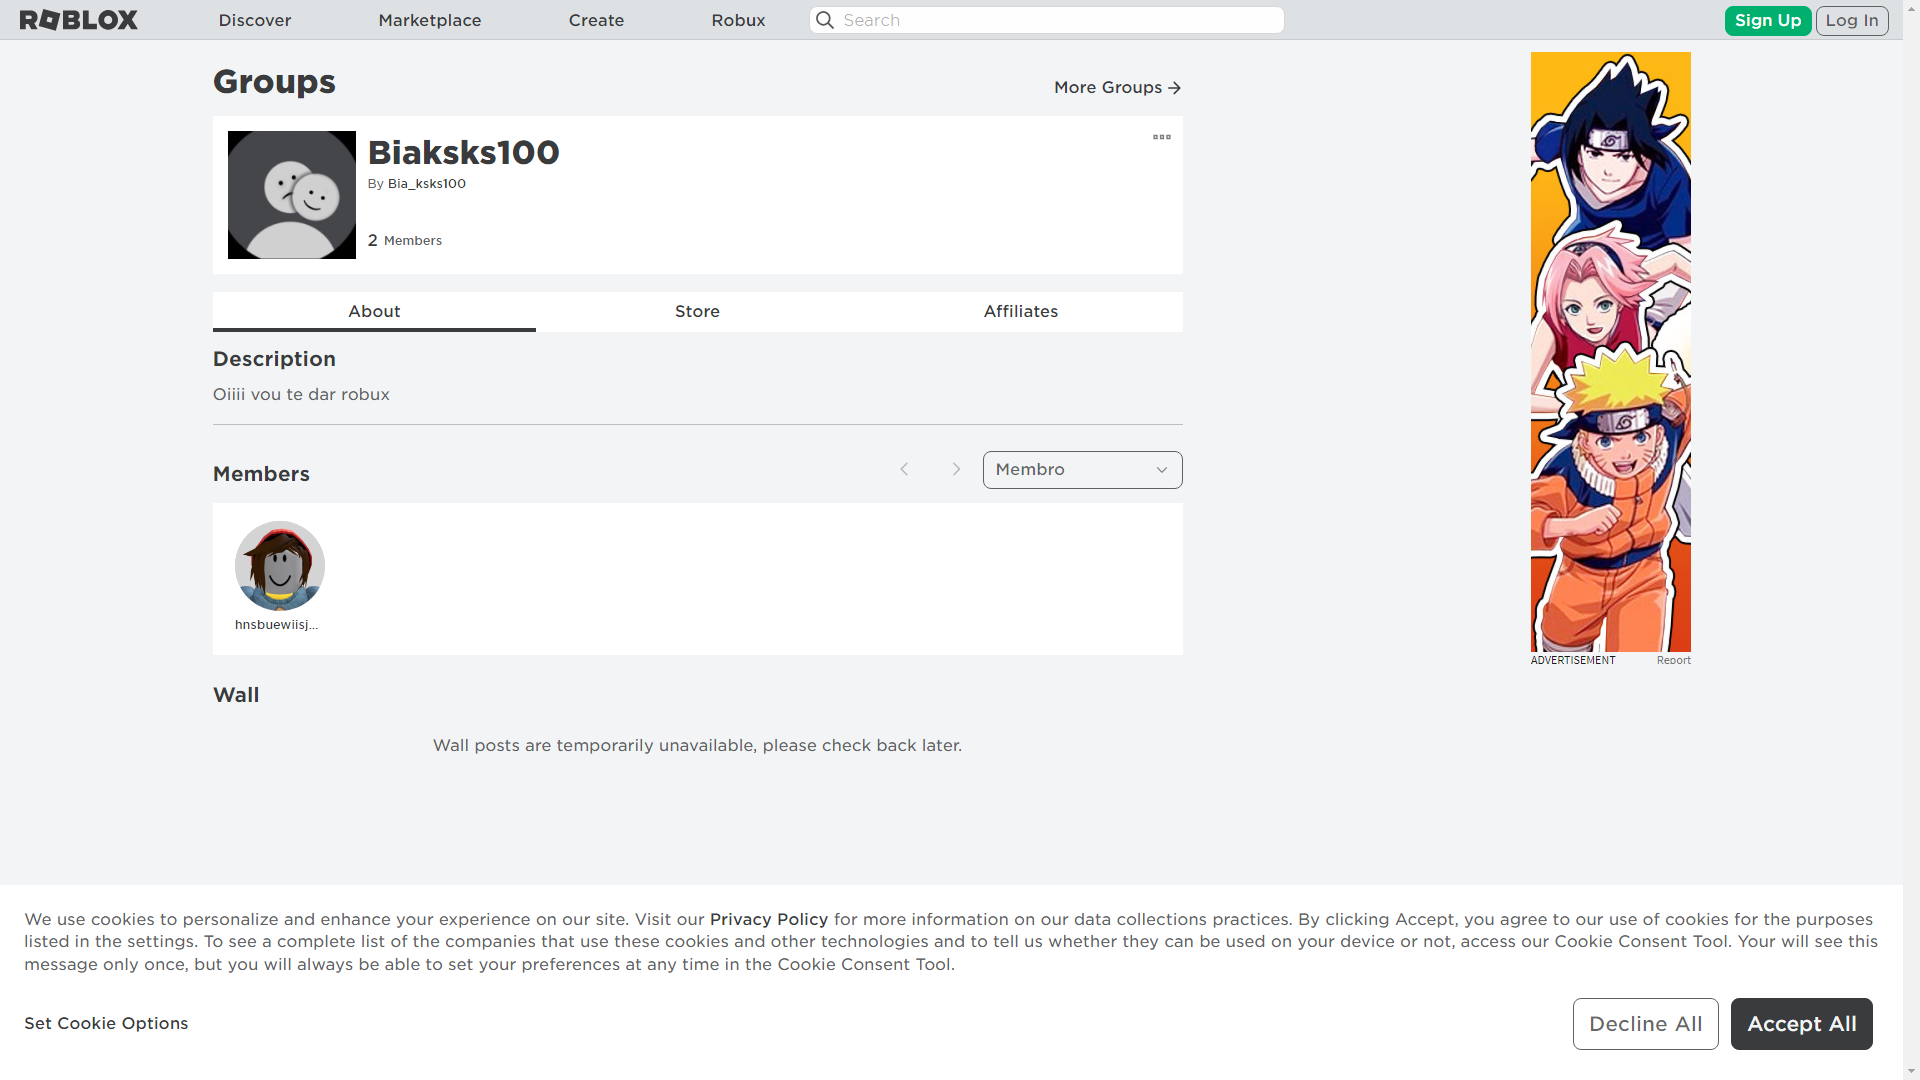 ROBLOX
Discover
Marketplace
Create
Robux
Search
Sign Up
Log In
Groups
More Groups
Biaksks100
By Bia_ksks100
2 Members
About
Store
Affiliates
Description
Oiiii vou te dar robux
Members
Membro
hnsbuewiisj...
Wall
Wall posts are temporarily unavailable, please check back later.
ADVERTISEMENT
Report
We use cookies to personalize and enhance your experience on our site. Visit our Privacy Policy for more information on our data collections practices. By clicking Accept, you agree to our use of cookies for the purposes
listed in the settings. To see a complete list of the companies that use these cookies and other technologies and to tell us whether they can be used on your device or not, access our Cookie Consent Tool. Your will see this
message only once, but you will always be able to set your preferences at any time in the Cookie Consent Tool.
Set Cookie Options
Decline All
Accept All